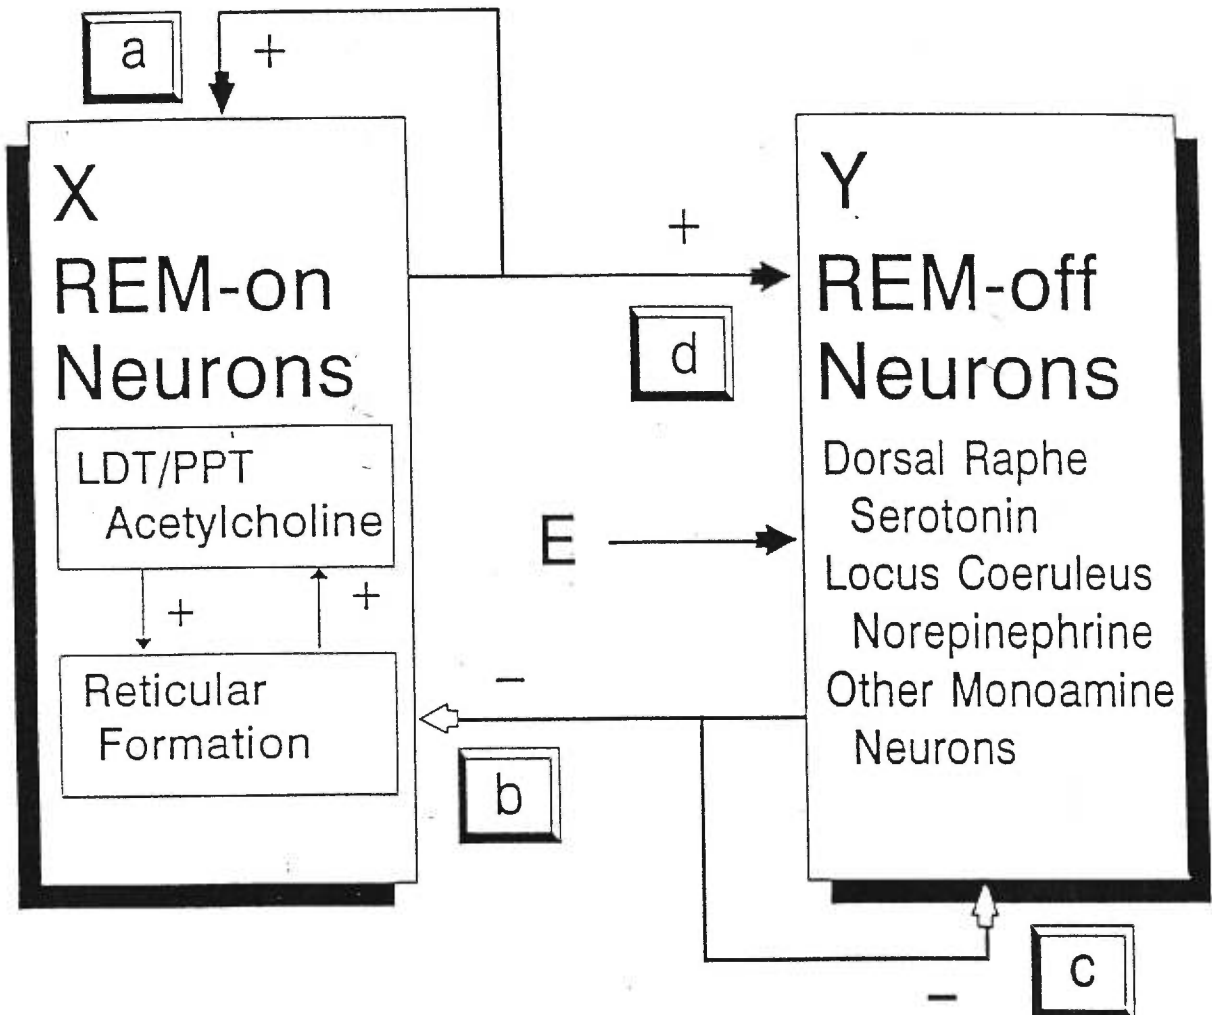 a
+
X
REM-on
Neurons
LDT/PPT
Acetylcholine
+
+
Reticular
Formation
+
d
E
−
b
Y
REM-off
Neurons
Dorsal Raphe
Serotonin
Locus Coeruleus
Norepinephrine
Other Monoamine
Neurons
−
c